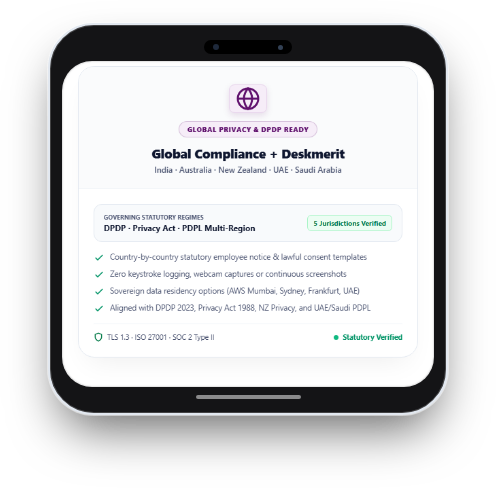 GLOBAL PRIVACY & DPDP READY
Global Compliance + Deskmerit
India · Australia · New Zealand · UAE · Saudi Arabia
GOVERNING STATUTORY REGIMES
DPDP · Privacy Act · PDPL Multi-Region
5 Jurisdictions Verified
Country-by-country statutory employee notice & lawful consent templates
Zero keystroke logging, webcam captures or continuous screenshots
Sovereign data residency options (AWS Mumbai, Sydney, Frankfurt, UAE)
Aligned with DPDP 2023, Privacy Act 1988, NZ Privacy, and UAE/Saudi PDPL
TLS 1.3 · ISO 27001 · SOC 2 Type II
Statutory Verified